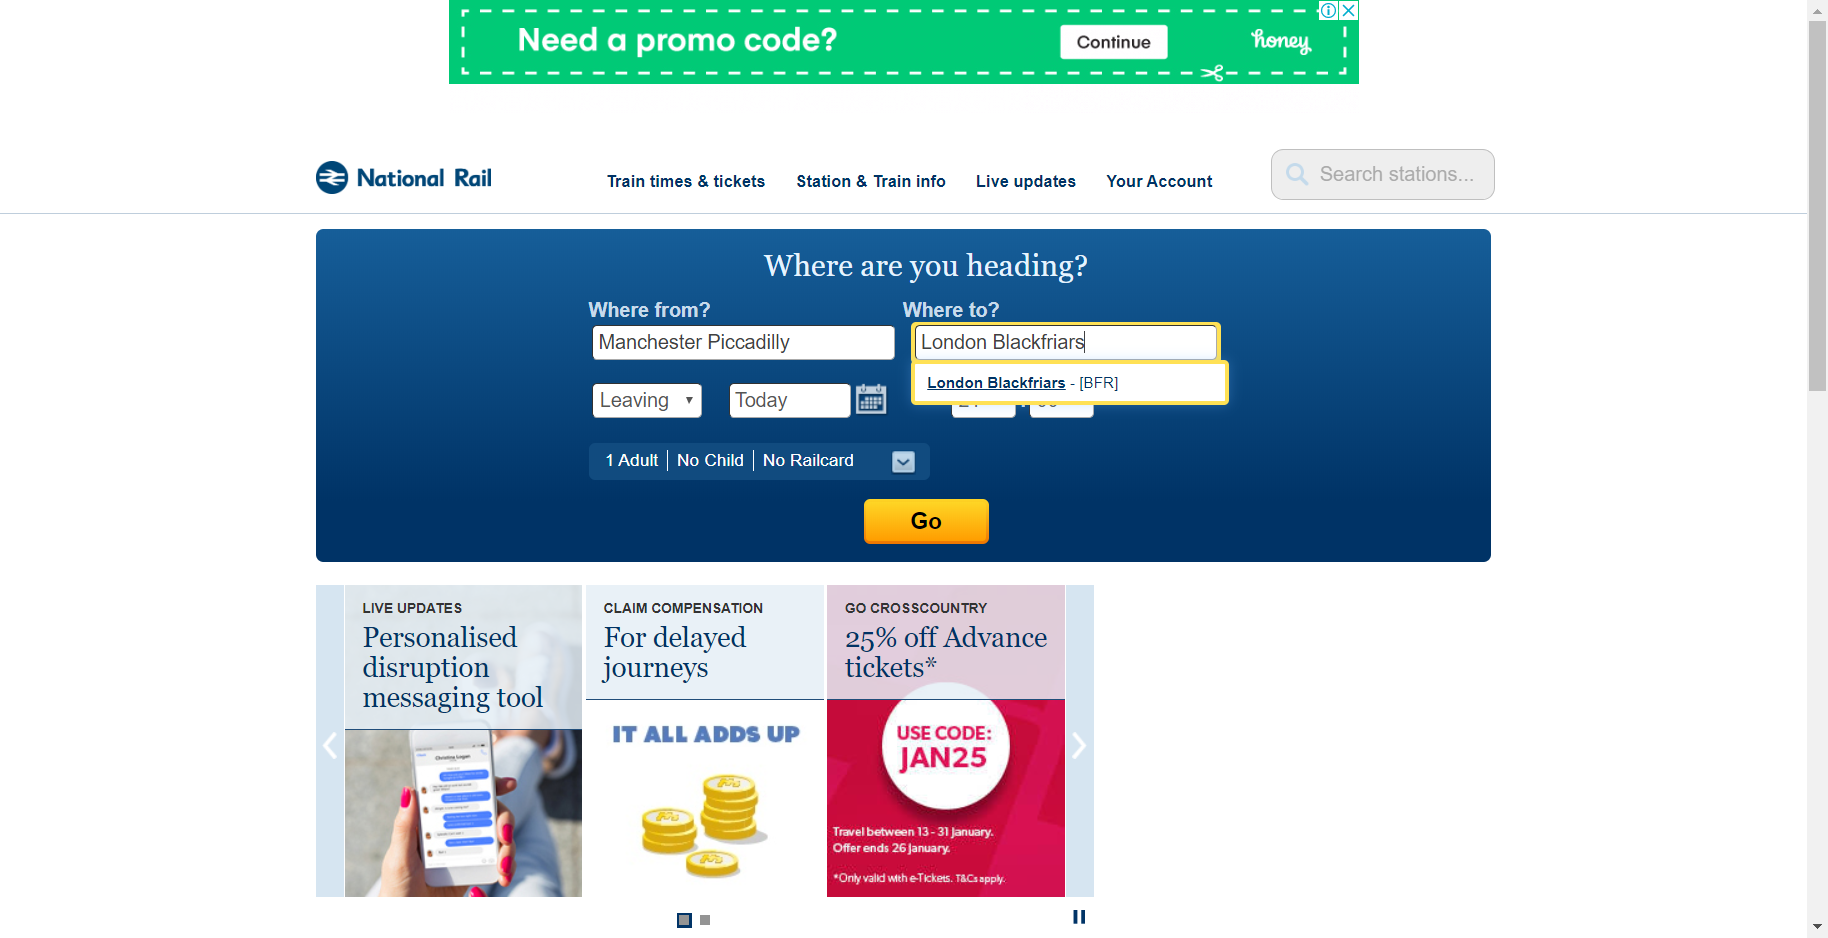 Need a promo code?
Continue
honey
National Rail
Train times & tickets
Station & Train info
Live updates
Your Account
Search stations...
Where are you heading?
Where from?
Where to?
Manchester Piccadilly
London Blackfriars
London Blackfriars - [BFR]
Leaving
Today
1 Adult
No Child
No Railcard
Go
LIVE UPDATES
Personalised
disruption
messaging tool
CLAIM COMPENSATION
For delayed
journeys
IT ALL ADDS UP
GO CROSSCOUNTRY
25% off Advance
tickets*
USE CODE:
JAN25
Travel between 13 - 31 January.
Offer ends 26 January.
*Only valid with e-Tickets. T&Cs apply.